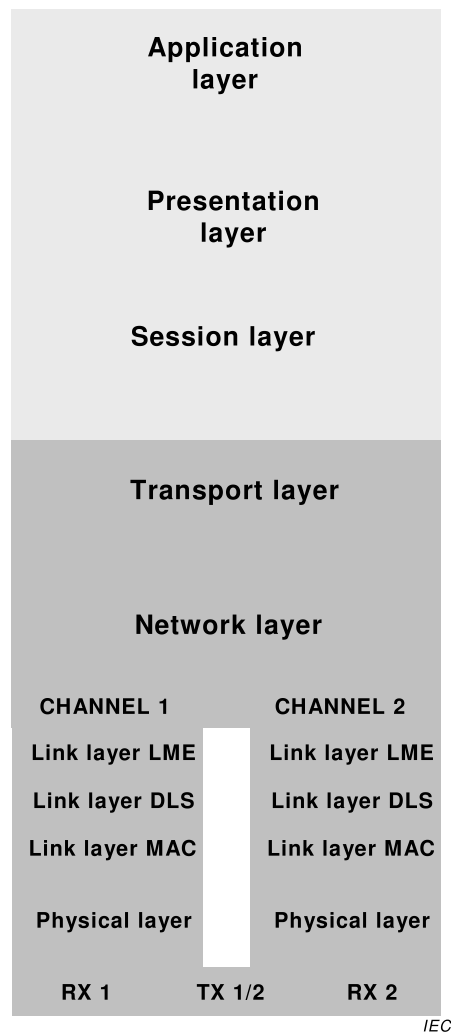 Application
layer
Presentation
layer
Session layer
Transport layer
Network layer
CHANNEL 1 CHANNEL 2
Link layer LME Link layer LME
Link layer DLS Link layer DLS
Link layer MAC Link layer MAC
Physical layer Physical layer
RX 1 TX 1/2 RX 2
IEC